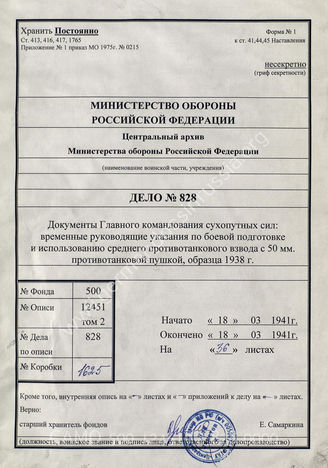 Хранить Постоянно
Форма № 1
Ст. 413, 416, 417, 1765
к ст. 41,44,45 Наставления
Приложение № 1 приказ МО 1975г. № 0215
несекретно
(гриф секретности)
МИНИСТЕРСТВО ОБОРОНЫ
РОССИЙСКОЙ ФЕДЕРАЦИИ
Центральный архив
Министерства обороны Российской Федерации
(наименование воинской части, учреждения)
ДЕЛО № 828
Документы Главного командования сухопутных сил:
временные руководящие указания по боевой подготовке
и использованию среднего противотанкового взвода с 50 мм.
противотанковой пушкой, образца 1938 г.
№ Фонда 500
№ Описи 12451
том 2
№ Дела 828
по описи
№ Коробки 1625
Начато «18» 03 1941г.
Окончено «18» 03 1941г.
На «36» листах
Кроме того, внутренняя опись на «-» листах и приложений к делу на «-» листах.
Верно:
старший хранитель фондов Е. Самаркина
(должность, воинское звание и подпись лица, ответственного за делопроизводство)